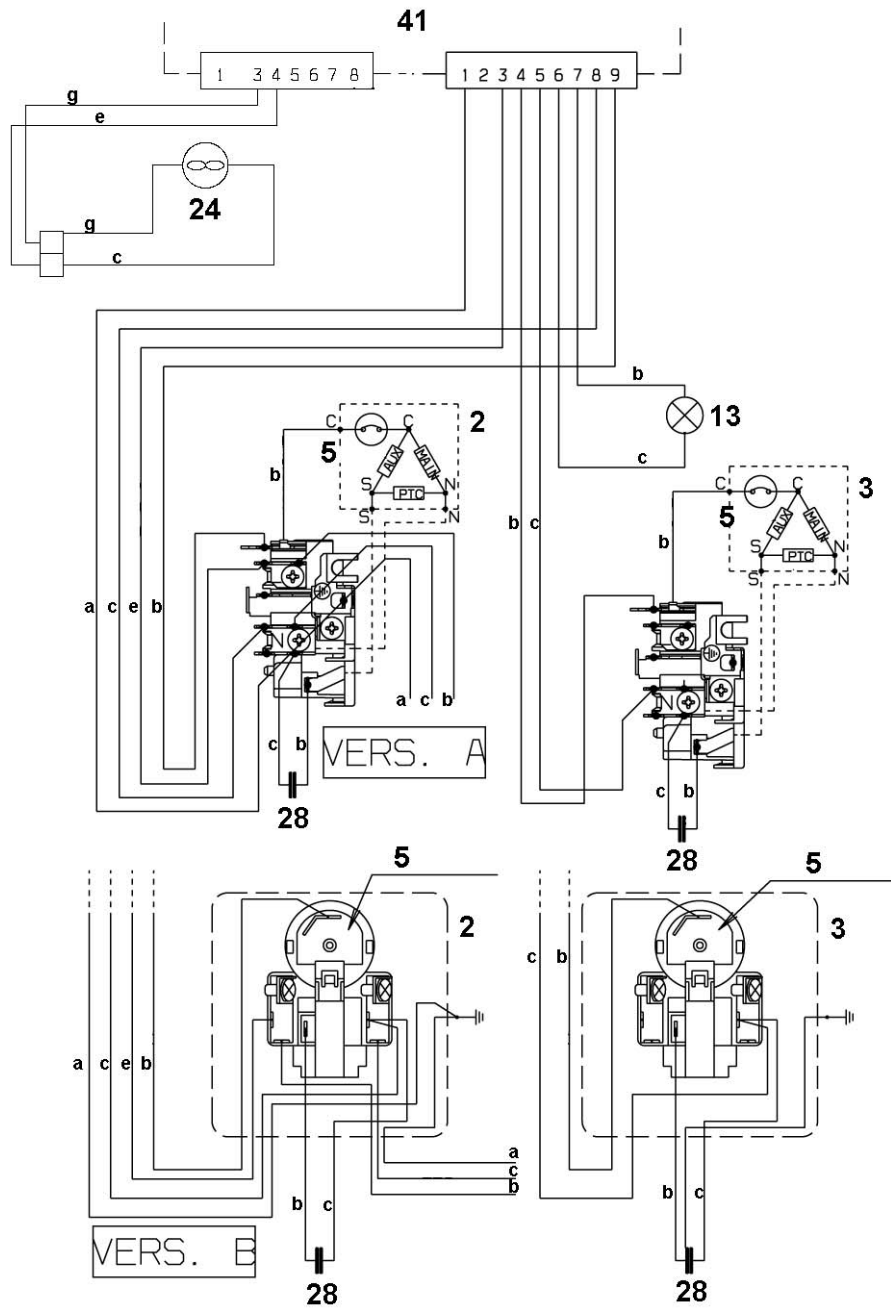 41
1 3 4 5 6 7 8
1 2 3 4 5 6 7 8 9
g
e
24
g
c
b
13
c
C C 2
5
AUX MAIN
b
S PTC N
S N
C C 3
5
AUX MAIN
b
S PTC N
S N
b c
a c e b
N
N
a c b
c b
VERS. A
28
c b
28
5
5
2
3
c b
a c e b
a
c
b
b c
b c
VERS. B
28
28